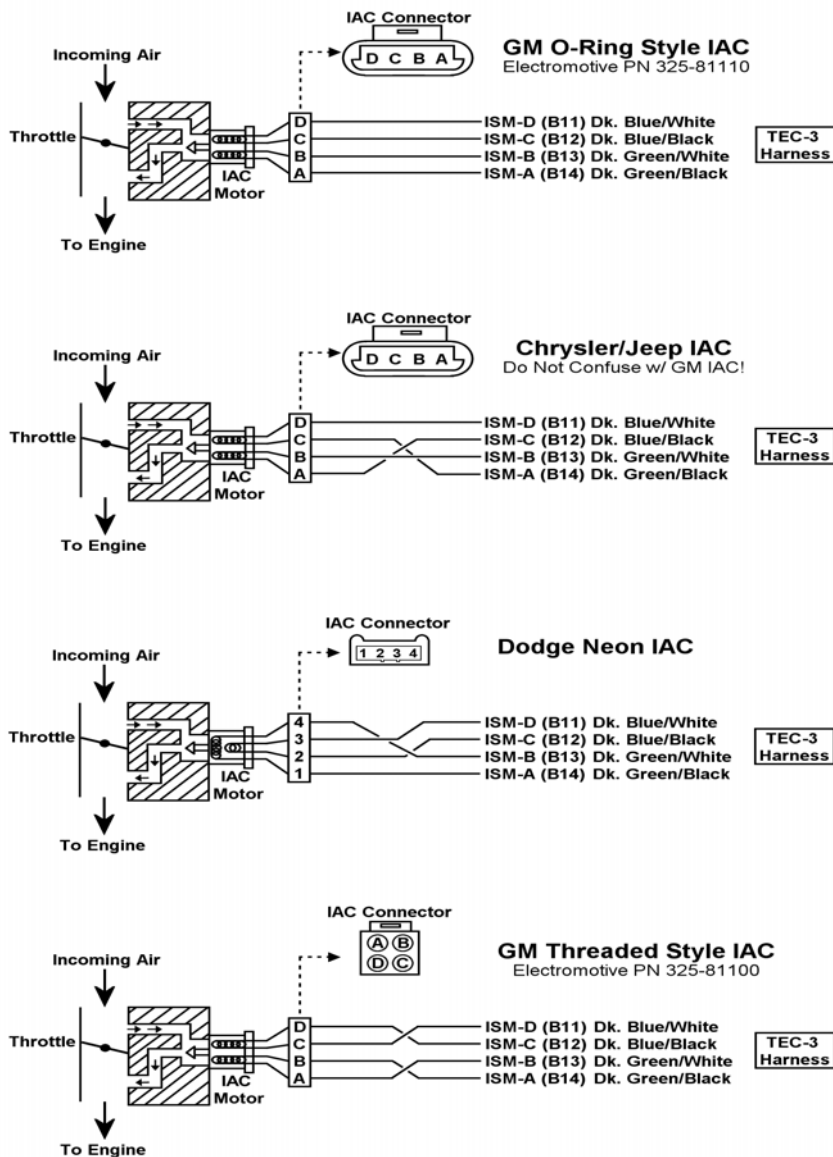 IAC Connector
D C B A
GM O-Ring Style IAC
Electromotive PN 325-81110
Incoming Air
Throttle
IAC
Motor
To Engine
D
C
B
A
ISM-D (B11) Dk. Blue/White
ISM-C (B12) Dk. Blue/Black
ISM-B (B13) Dk. Green/White
ISM-A (B14) Dk. Green/Black
TEC-3
Harness
IAC Connector
D C B A
Chrysler/Jeep IAC
Do Not Confuse w/ GM IAC!
Incoming Air
Throttle
IAC
Motor
To Engine
D
C
B
A
ISM-D (B11) Dk. Blue/White
ISM-C (B12) Dk. Blue/Black
ISM-B (B13) Dk. Green/White
ISM-A (B14) Dk. Green/Black
TEC-3
Harness
IAC Connector
1 2 3 4
Dodge Neon IAC
Incoming Air
Throttle
IAC
Motor
To Engine
4
3
2
1
ISM-D (B11) Dk. Blue/White
ISM-C (B12) Dk. Blue/Black
ISM-B (B13) Dk. Green/White
ISM-A (B14) Dk. Green/Black
TEC-3
Harness
IAC Connector
A B
D C
GM Threaded Style IAC
Electromotive PN 325-81100
Incoming Air
Throttle
IAC
Motor
To Engine
D
C
B
A
ISM-D (B11) Dk. Blue/White
ISM-C (B12) Dk. Blue/Black
ISM-B (B13) Dk. Green/White
ISM-A (B14) Dk. Green/Black
TEC-3
Harness